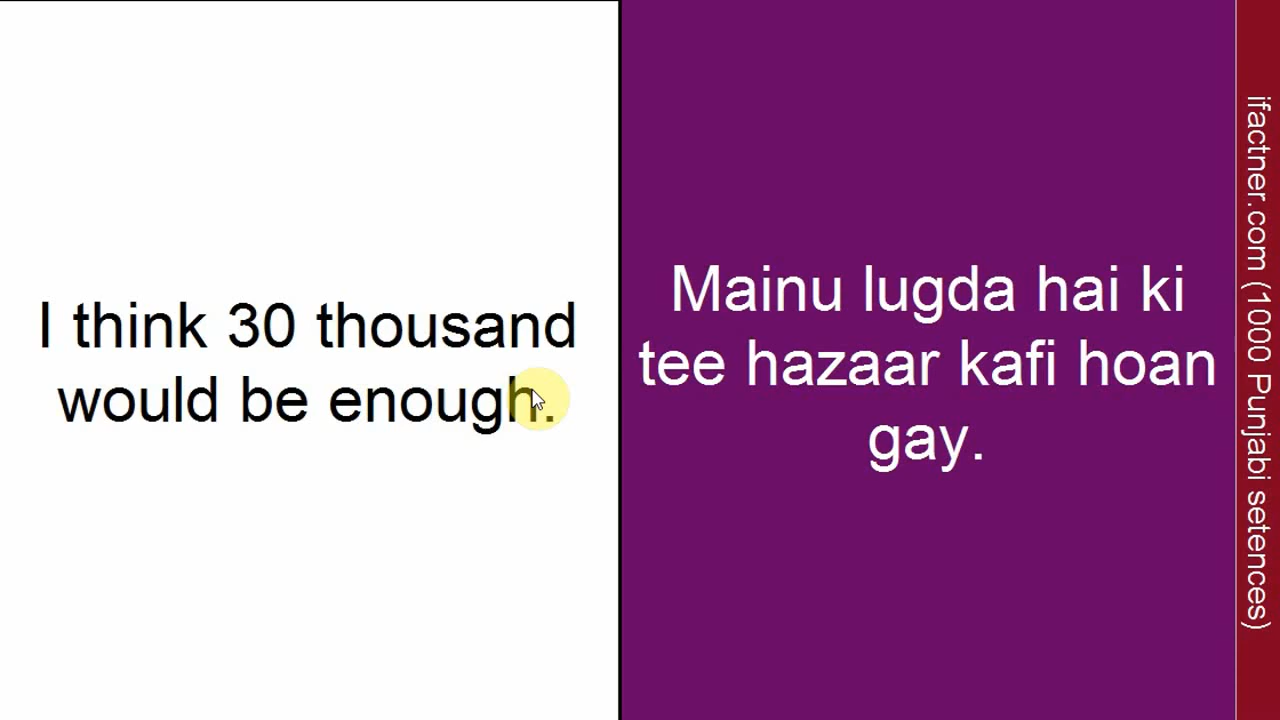 I think 30 thousand
would be enough.
Mainu lugda hai ki
tee hazaar kafi hoan
gay.
ifactner.com (1000 Punjabi setences)